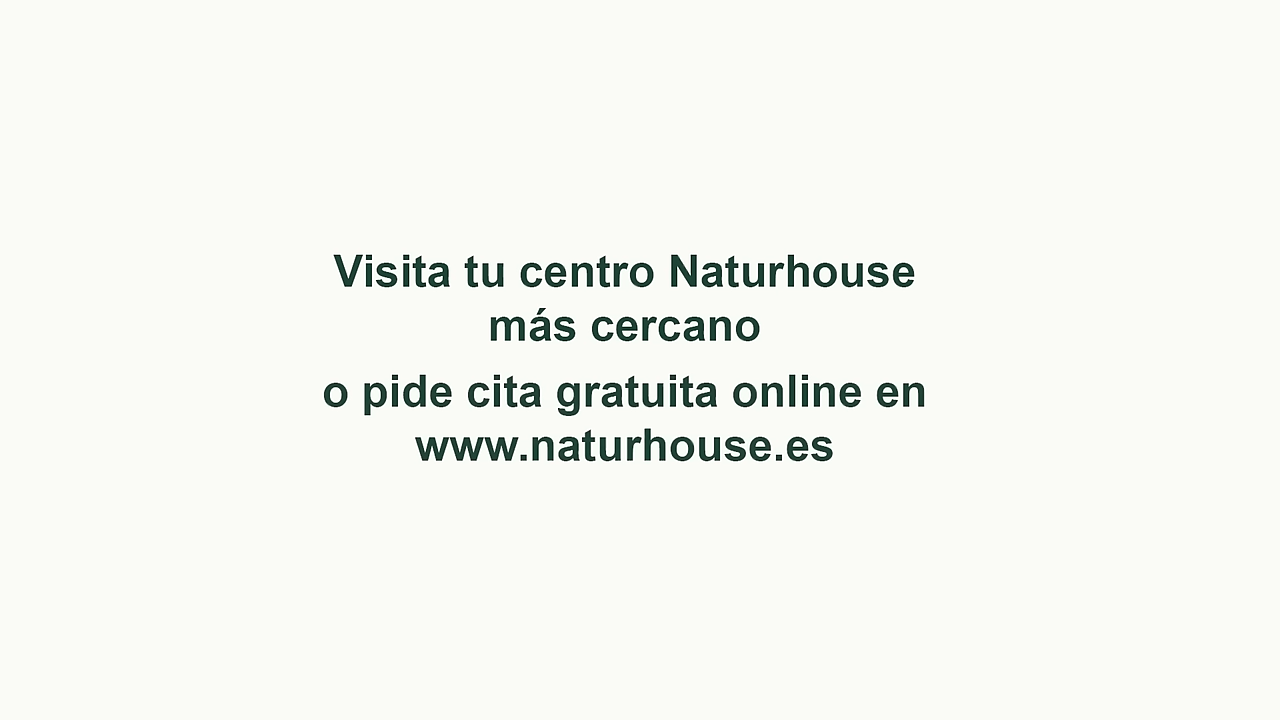 Visita tu centro Naturhouse
más cercano
o pide cita gratuita online en
www.naturhouse.es